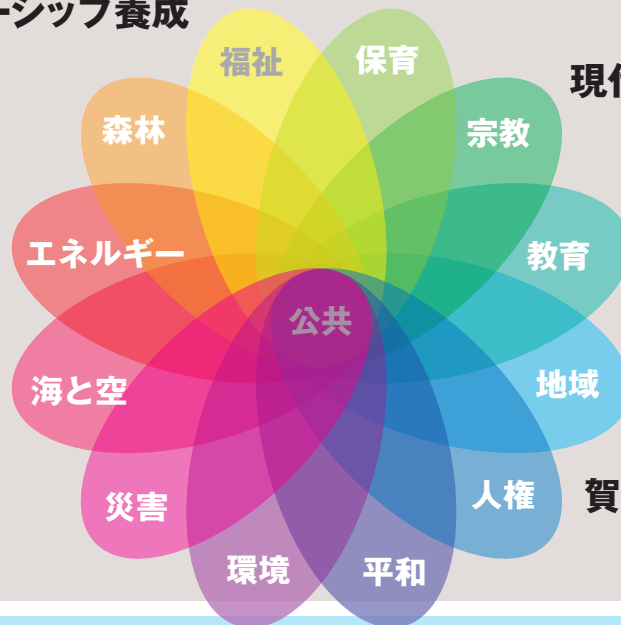 ーシップ養成
福祉
保育
現代
森林
宗教
エネルギー
教育
公共
海と空
地域
災害
人権
賀
環境
平和